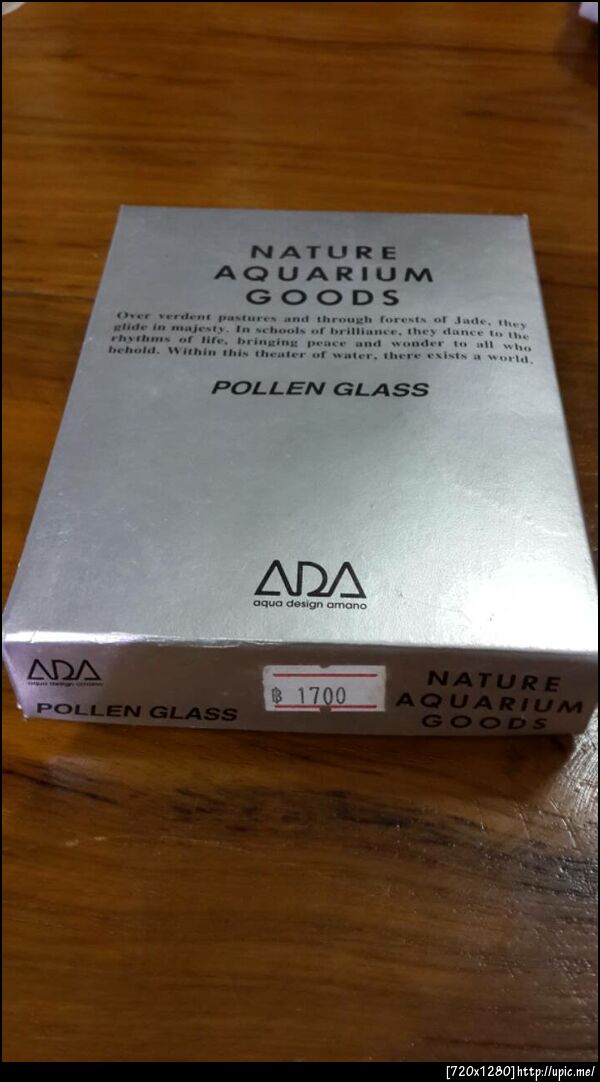 NATURE
AQUARIUM
GOODS
Over verdent pastures and through forests of Jade, they
glide in majesty. In schools of brilliance, they dance to the
rhythms of life, bringing peace and wonder to all who
behold. Within this theater of water, there exists a world.
POLLEN GLASS
ADA
aqua design amano
ADA
aqua design amano
POLLEN GLASS
฿ 1700
NATURE
AQUARIUM
GOODS
[720x1280]http://upic.me/